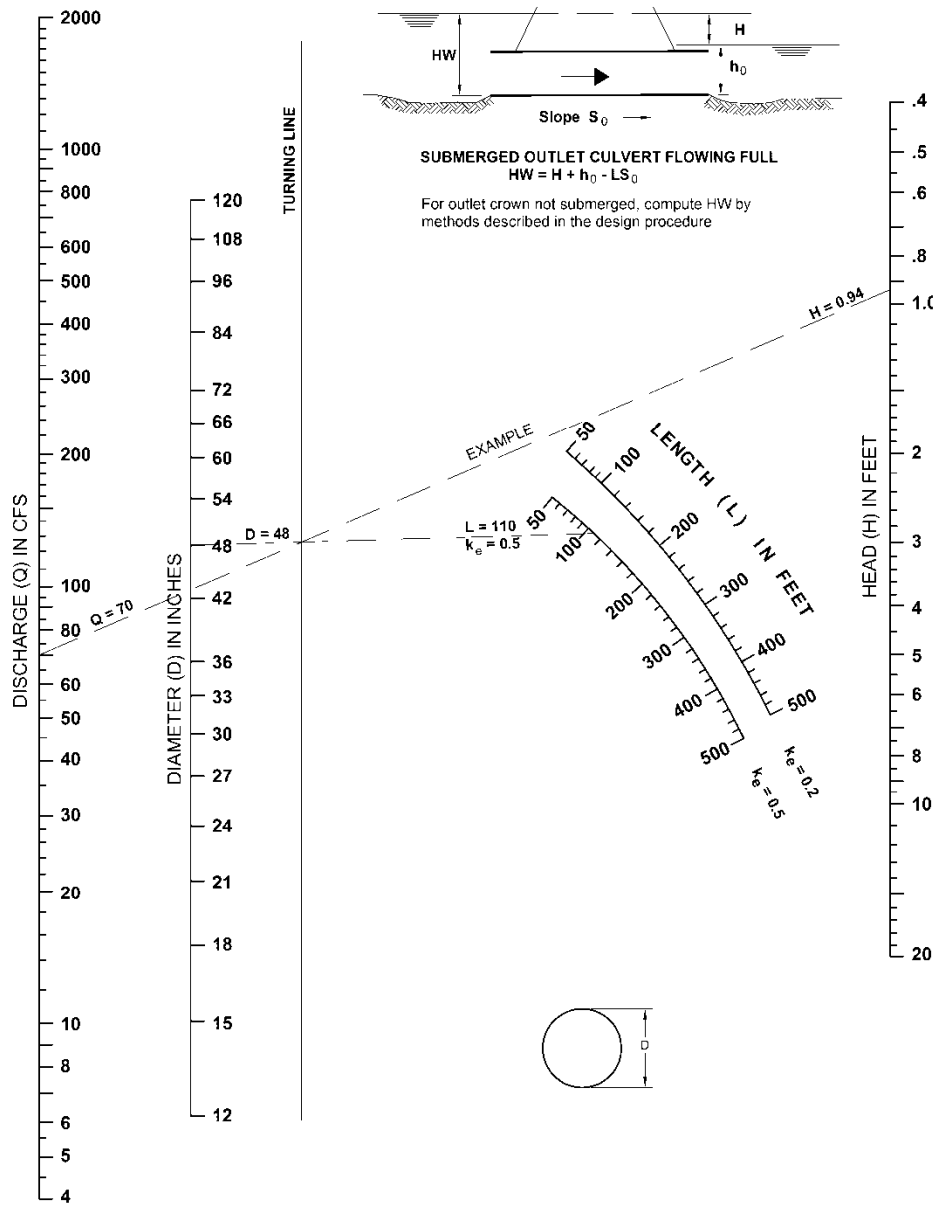 HW
H
h0
Slope S0
SUBMERGED OUTLET CULVERT FLOWING FULL
HW = H + h0 - LS0
For outlet crown not submerged, compute HW by
methods described in the design procedure
DISCHARGE (Q) IN CFS
2000
1000
800
600
500
400
300
200
100
80
60
50
40
30
20
10
8
6
5
4
DIAMETER (D) IN INCHES
120
108
96
84
72
66
60
54
48
42
36
33
30
27
24
21
18
15
12
TURNING LINE
Q = 70
D = 48
EXAMPLE
H = 0.94
L = 110
ke = 0.5
LENGTH (L) IN FEET
50
100
200
300
400
500
ke = 0.2
50
100
200
300
400
500
ke = 0.5
HEAD (H) IN FEET
.4
.5
.6
.8
1.0
2
3
4
5
6
8
10
20
D